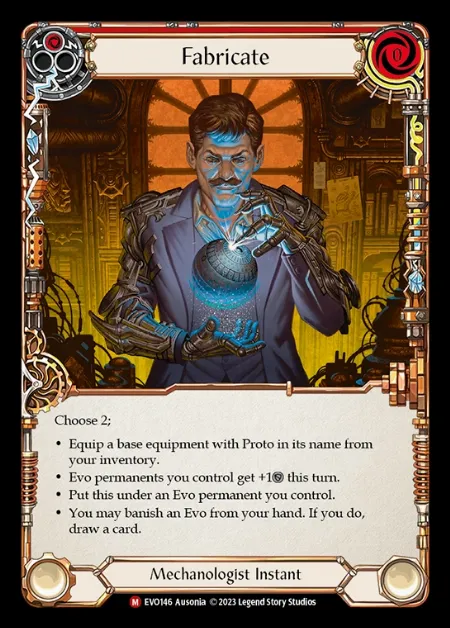 0
Fabricate
Choose 2;
• Equip a base equipment with Proto in its name from
your inventory.
• Evo permanents you control get +1 this turn.
• Put this under an Evo permanent you control.
• You may banish an Evo from your hand. If you do,
draw a card.
Mechanologist Instant
M EVO146 Ausonia © 2023 Legend Story Studios